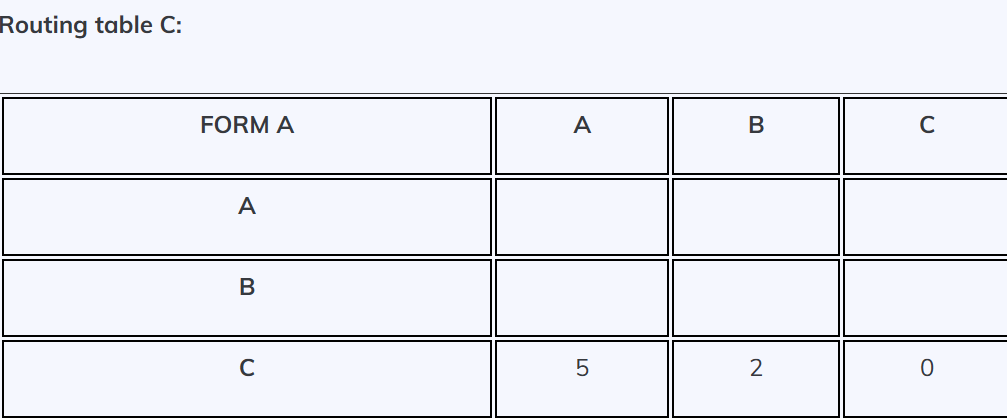 Routing table C:
FORM A A B C
A
B
C 5 2 0